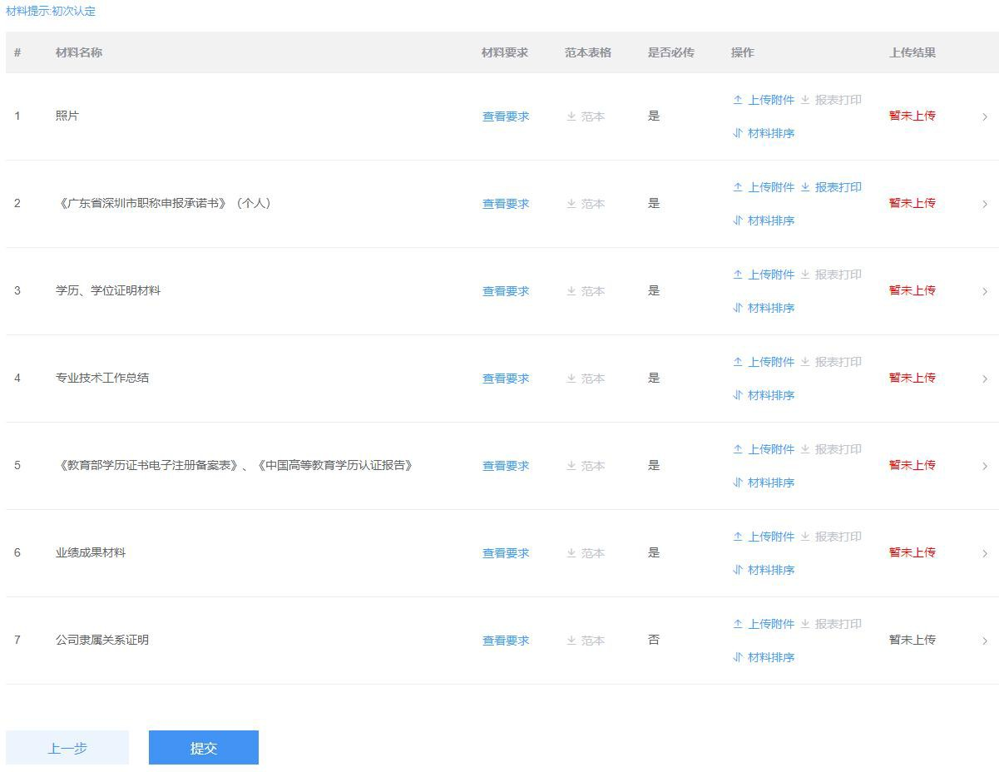 材料提示:初次认定
# 材料名称 材料要求 范本表格 是否必传 操作 上传结果
1 照片 查看要求 范本 是 上传附件 报表打印 材料排序 暂未上传
2 《广东省深圳市职称申报承诺书》（个人） 查看要求 范本 是 上传附件 报表打印 材料排序 暂未上传
3 学历、学位证明材料 查看要求 范本 是 上传附件 报表打印 材料排序 暂未上传
4 专业技术工作总结 查看要求 范本 是 上传附件 报表打印 材料排序 暂未上传
5 《教育部学历证书电子注册备案表》、《中国高等教育学历认证报告》 查看要求 范本 是 上传附件 报表打印 材料排序 暂未上传
6 业绩成果材料 查看要求 范本 是 上传附件 报表打印 材料排序 暂未上传
7 公司隶属关系证明 查看要求 范本 否 上传附件 报表打印 材料排序 暂未上传
上一步 提交